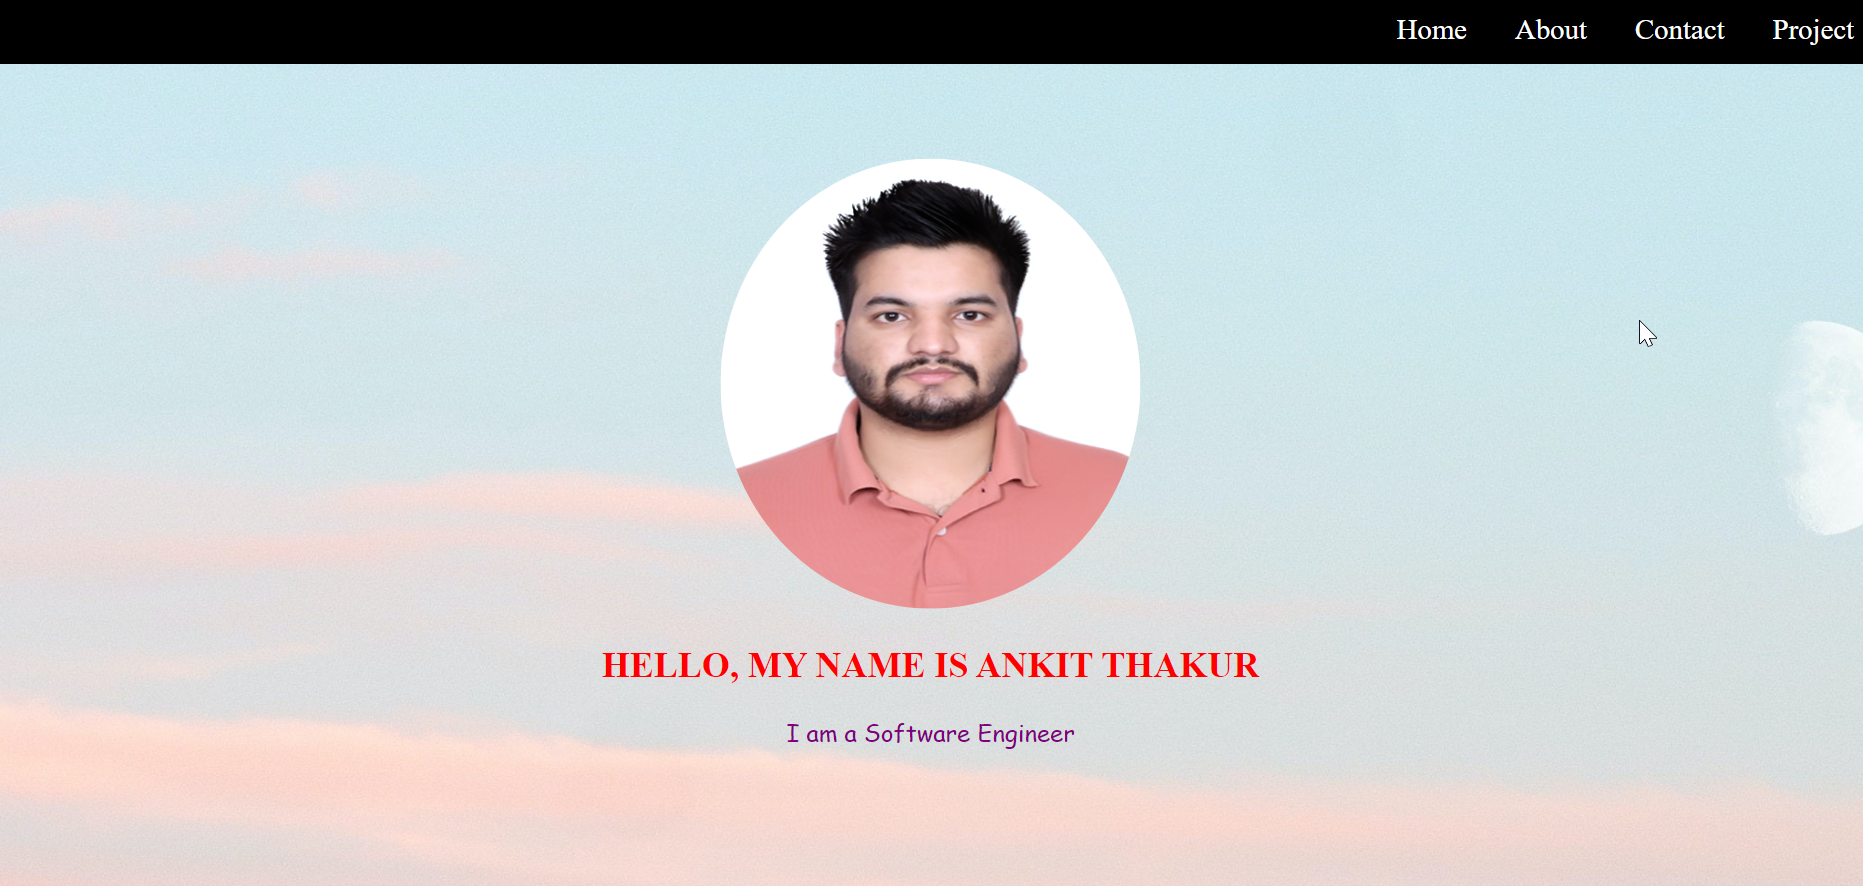 Home About Contact Project
HELLO, MY NAME IS ANKIT THAKUR
I am a Software Engineer